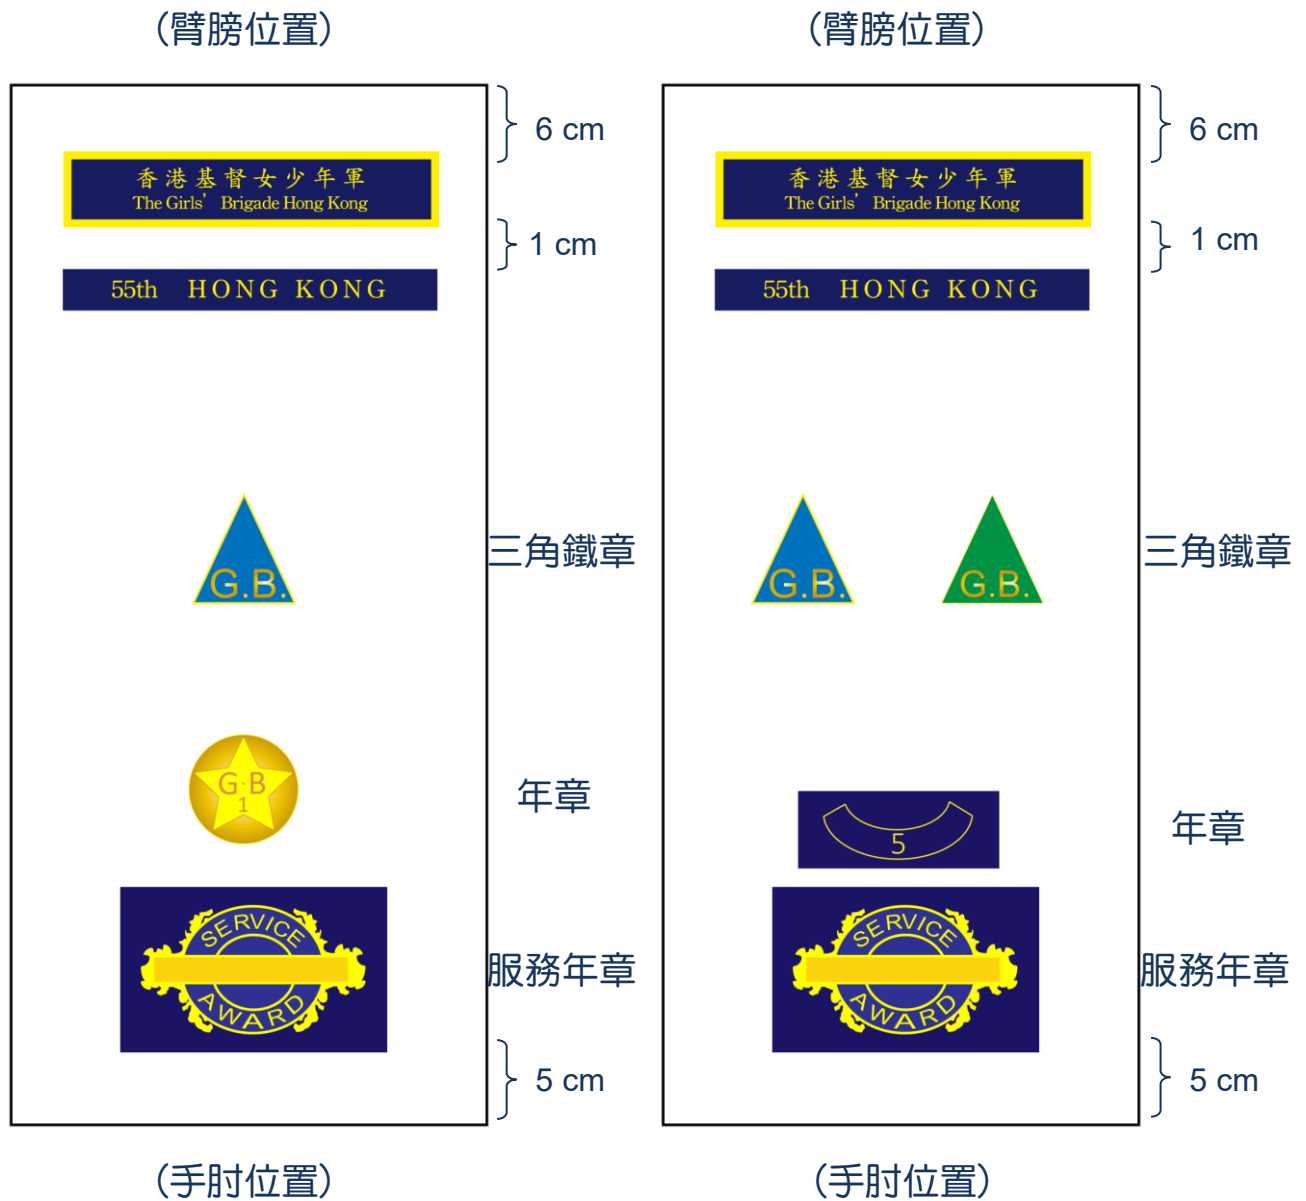 (臂膀位置)
(臂膀位置)
6 cm
6 cm
香港基督女少年軍
The Girls’ Brigade Hong Kong
香港基督女少年軍
The Girls’ Brigade Hong Kong
1 cm
1 cm
55th HONG KONG
55th HONG KONG
G.B.
三角鐵章
G.B.
G.B.
三角鐵章
G·B
1
年章
5
年章
SERVICE
AWARD
服務年章
SERVICE
AWARD
服務年章
5 cm
5 cm
(手肘位置)
(手肘位置)